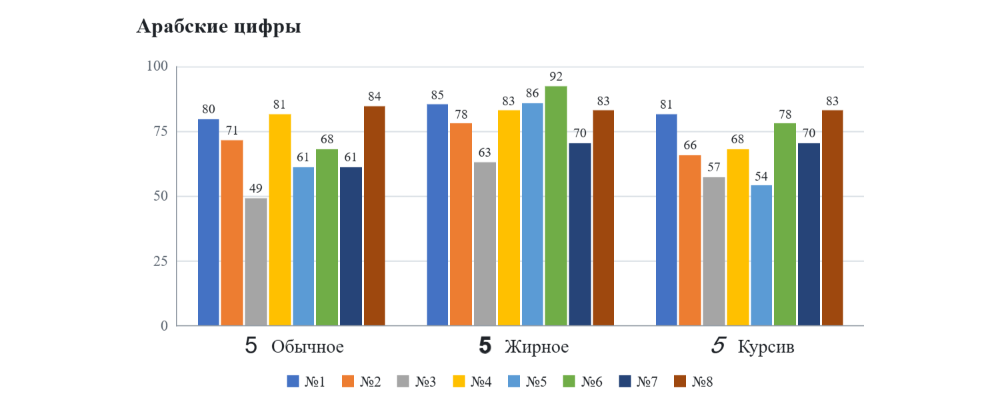 Арабские цифры
100
75
50
25
0
80 71 49 81 61 68 61 84
85 78 63 83 86 92 70 83
81 66 57 68 54 78 70 83
5 Обычное 5 Жирное 5 Курсив
№1 №2 №3 №4 №5 №6 №7 №8